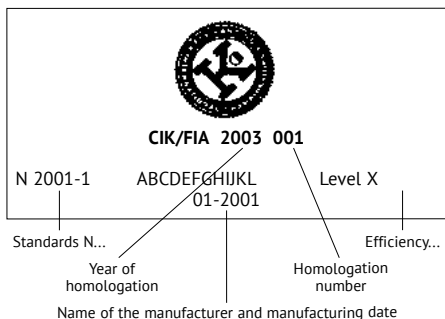 CIK/FIA 2003 001
N 2001-1 ABCDEFGHIJKL Level X
01-2001
Standards N... Efficiency...
Year of homologation Homologation number
Name of the manufacturer and manufacturing date